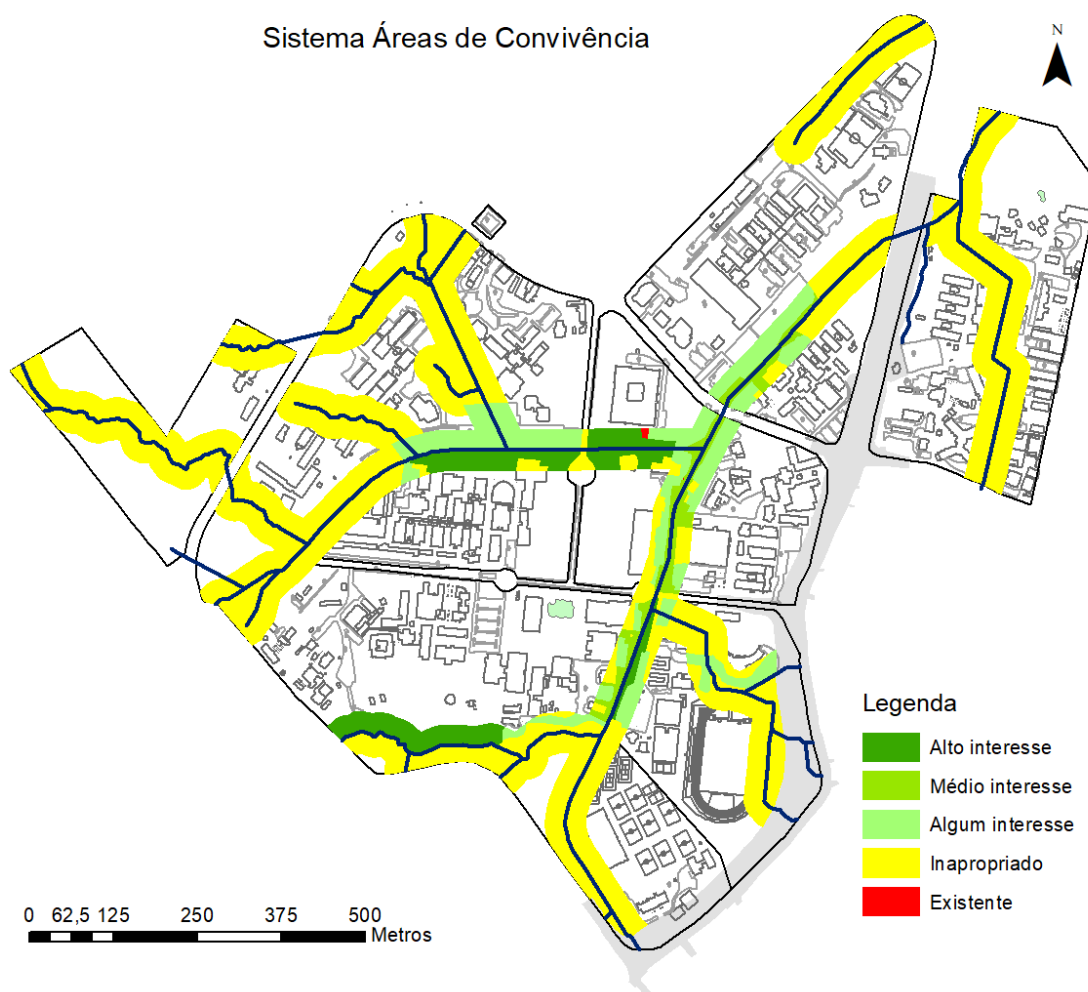 Sistema Áreas de Convivência
N
Legenda
Alto interesse
Médio interesse
Algum interesse
Inapropriado
Existente
0 62,5 125 250 375 500
Metros